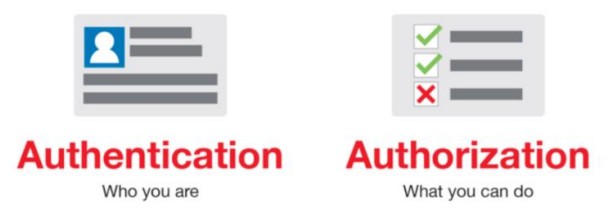 Authentication
Who you are
Authorization
What you can do